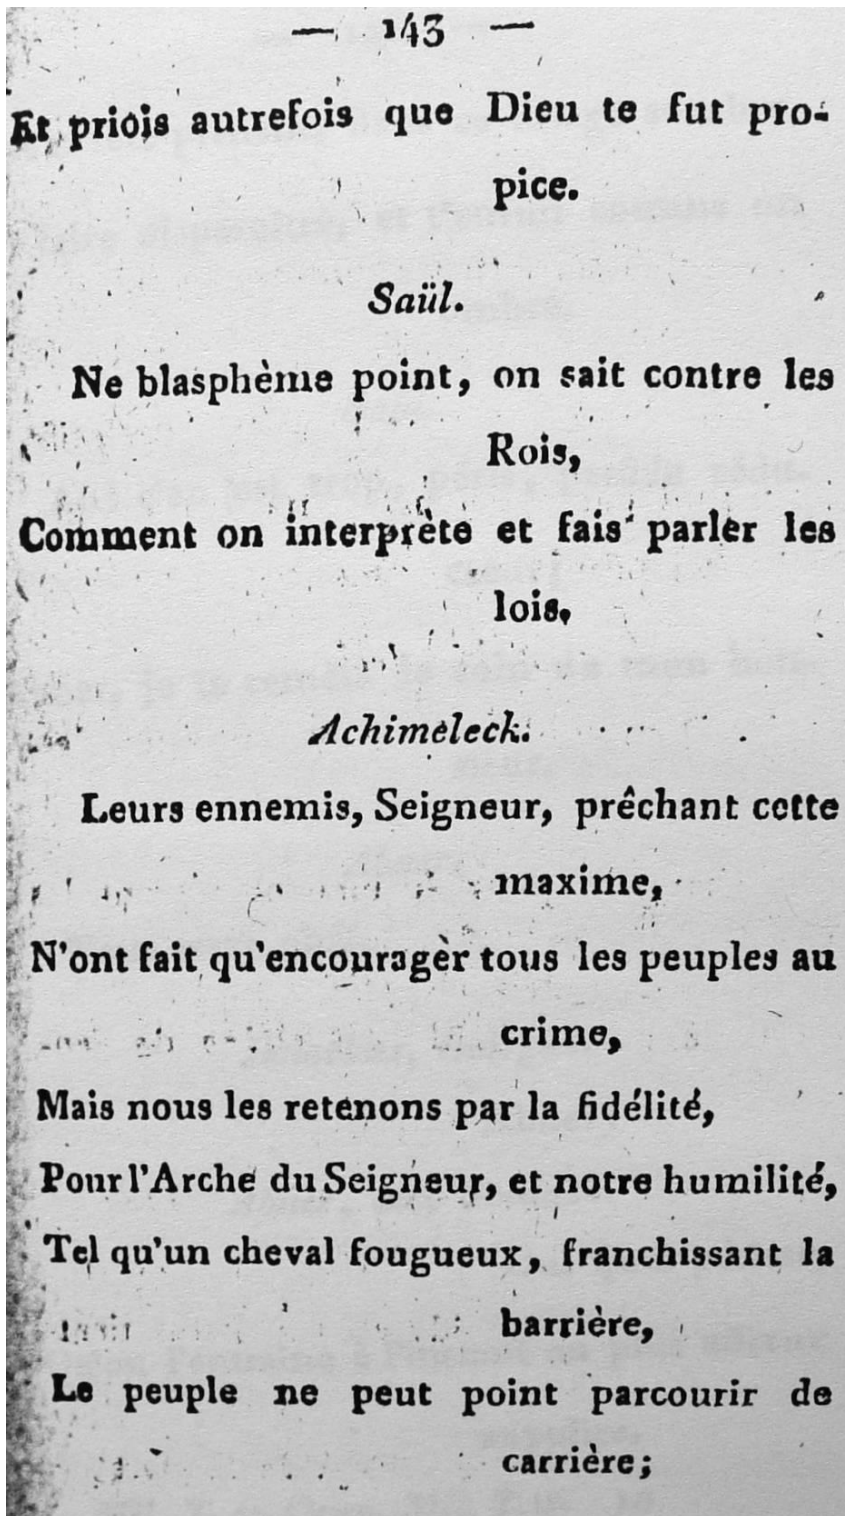 — 143 —
Et priois autrefois que Dieu te fut pro-
pice.
Saül.
Ne blasphème point, on sait contre les
Rois,
Comment on interprète et fais parler les
lois.
Achimeleck.
Leurs ennemis, Seigneur, prêchant cette
maxime,
N'ont fait qu'encouragèr tous les peuples au
crime,
Mais nous les retenons par la fidélité,
Pour l'Arche du Seigneur, et notre humilité,
Tel qu'un cheval fougueux, franchissant la
barrière,
Le peuple ne peut point parcourir de
carrière;